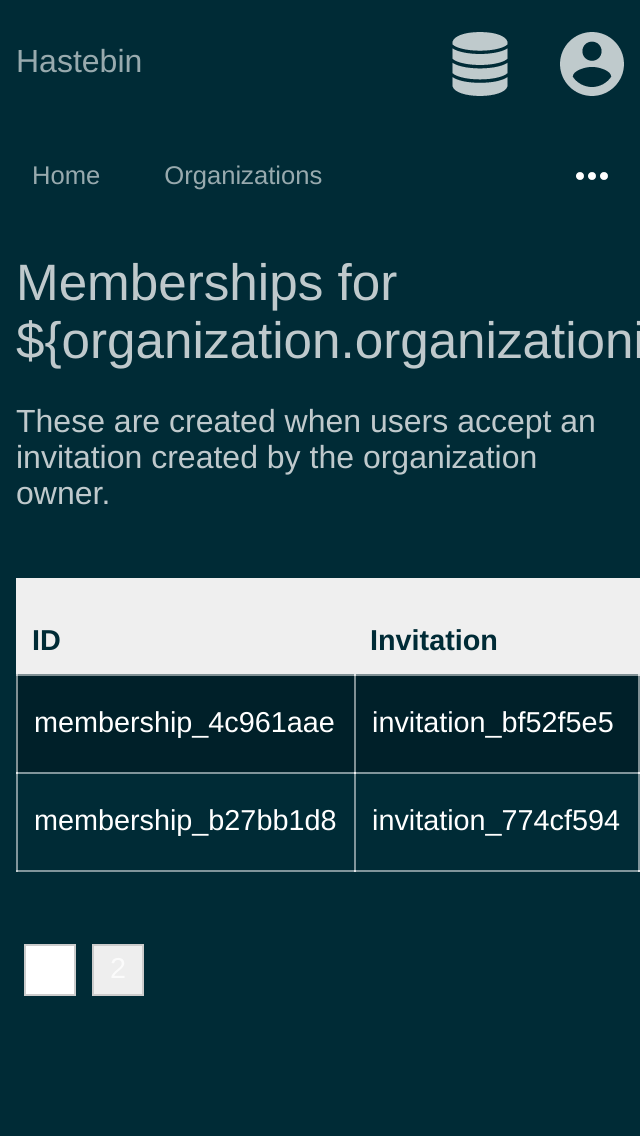 Hastebin
Home Organizations
Memberships for
${organization.organizationi
These are created when users accept an
invitation created by the organization
owner.
ID Invitation
membership_4c961aae invitation_bf52f5e5
membership_b27bb1d8 invitation_774cf594
2